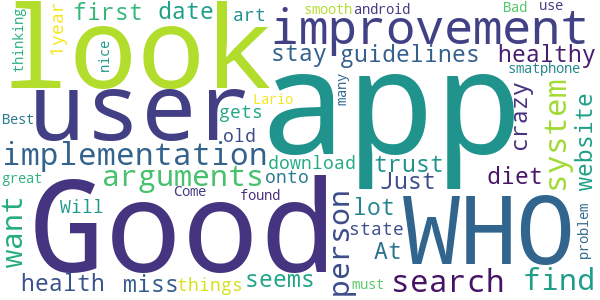 thinking
1year
first
date
art
smooth
android
Bad
use
look
nice
improvement
stay
guidelines
healthy
smatphone
user
gets
Lario
many
crazy
system
Website
Best
old
app
implementation
download
trust
great
arguments
onto
Just
diet
want
Good
Will
Come
found
person
lot
state
At
WHO
problem
health
miss
things
seems
must
search
find